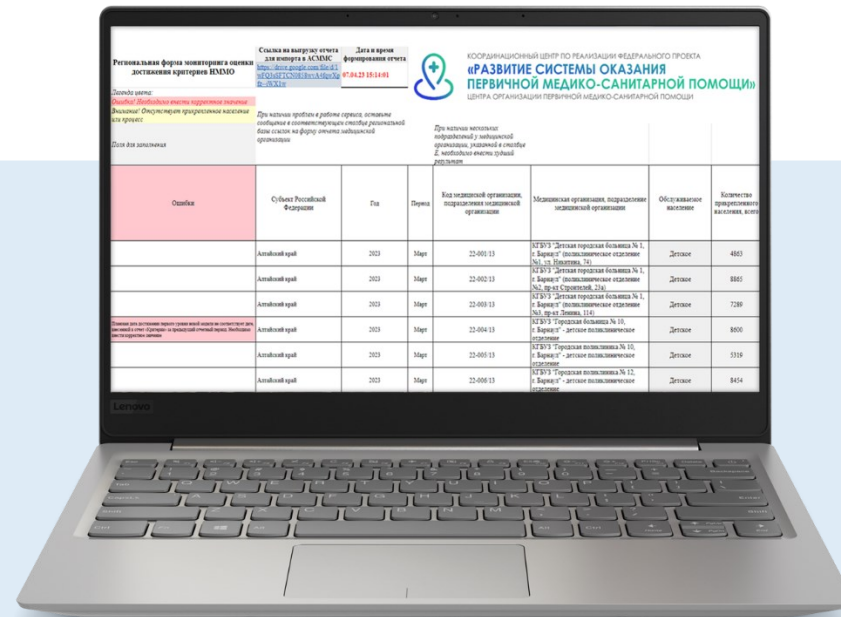 Региональная форма мониторинга оценки
достижения критериев НММО
Ссылка на выгрузку отчета
для импорта в АСММС
Дата и время
формирования отчета
07.04.23 15:14:01
КООРДИНАЦИОННЫЙ ЦЕНТР ПО РЕАЛИЗАЦИИ ФЕДЕРАЛЬНОГО ПРОЕКТА
«РАЗВИТИЕ СИСТЕМЫ ОКАЗАНИЯ
ПЕРВИЧНОЙ МЕДИКО-САНИТАРНОЙ ПОМОЩИ»
ЦЕНТРА ОРГАНИЗАЦИИ ПЕРВИЧНОЙ МЕДИКО-САНИТАРНОЙ ПОМОЩИ
Легенда цвета:
Ошибка! Необходимо внести корректное значение
Внимание! Отсутствует прикрепленное население
или процесс
Поля для заполнения
При наличии проблем в работе сервиса, оставьте
сообщение в соответствующем столбце региональной
базы ссылок на форму отчета медицинской
организации
При наличии нескольких
подразделений у медицинской
организации, указанной в столбце
Е, необходимо внести худший
результат
Ошибки
Субъект Российской
Федерации
Год
Период
Код медицинской организации,
подразделения медицинской
организации
Медицинская организация, подразделение
медицинской организации
Обслуживаемое
население
Количество
прикрепленного
населения, всего
Алтайский край 2023 Март 22-001/13
КГБУЗ "Детская городская больница № 1,
г. Барнаул" (поликлиническое отделение
№1, ул. Никитина, 74)
Детское 4863
Алтайский край 2023 Март 22-002/13
КГБУЗ "Детская городская больница № 1,
г. Барнаул" (поликлиническое отделение
№2, пр-кт Строителей, 23а)
Детское 8865
Алтайский край 2023 Март 22-003/13
КГБУЗ "Детская городская больница № 1,
г. Барнаул" (поликлиническое отделение
№3, пр-кт Ленина, 114)
Детское 7289
Алтайский край 2023 Март 22-004/13
КГБУЗ "Городская больница № 10,
г. Барнаул" - детское поликлиническое
отделение
Детское 8600
Алтайский край 2023 Март 22-005/13
КГБУЗ "Городская поликлиника № 10,
г. Барнаул" - детское поликлиническое
отделение
Детское 5319
Алтайский край 2023 Март 22-006/13
КГБУЗ "Городская поликлиника № 12,
г. Барнаул" - детское поликлиническое
отделение
Детское 8454
Lenovo